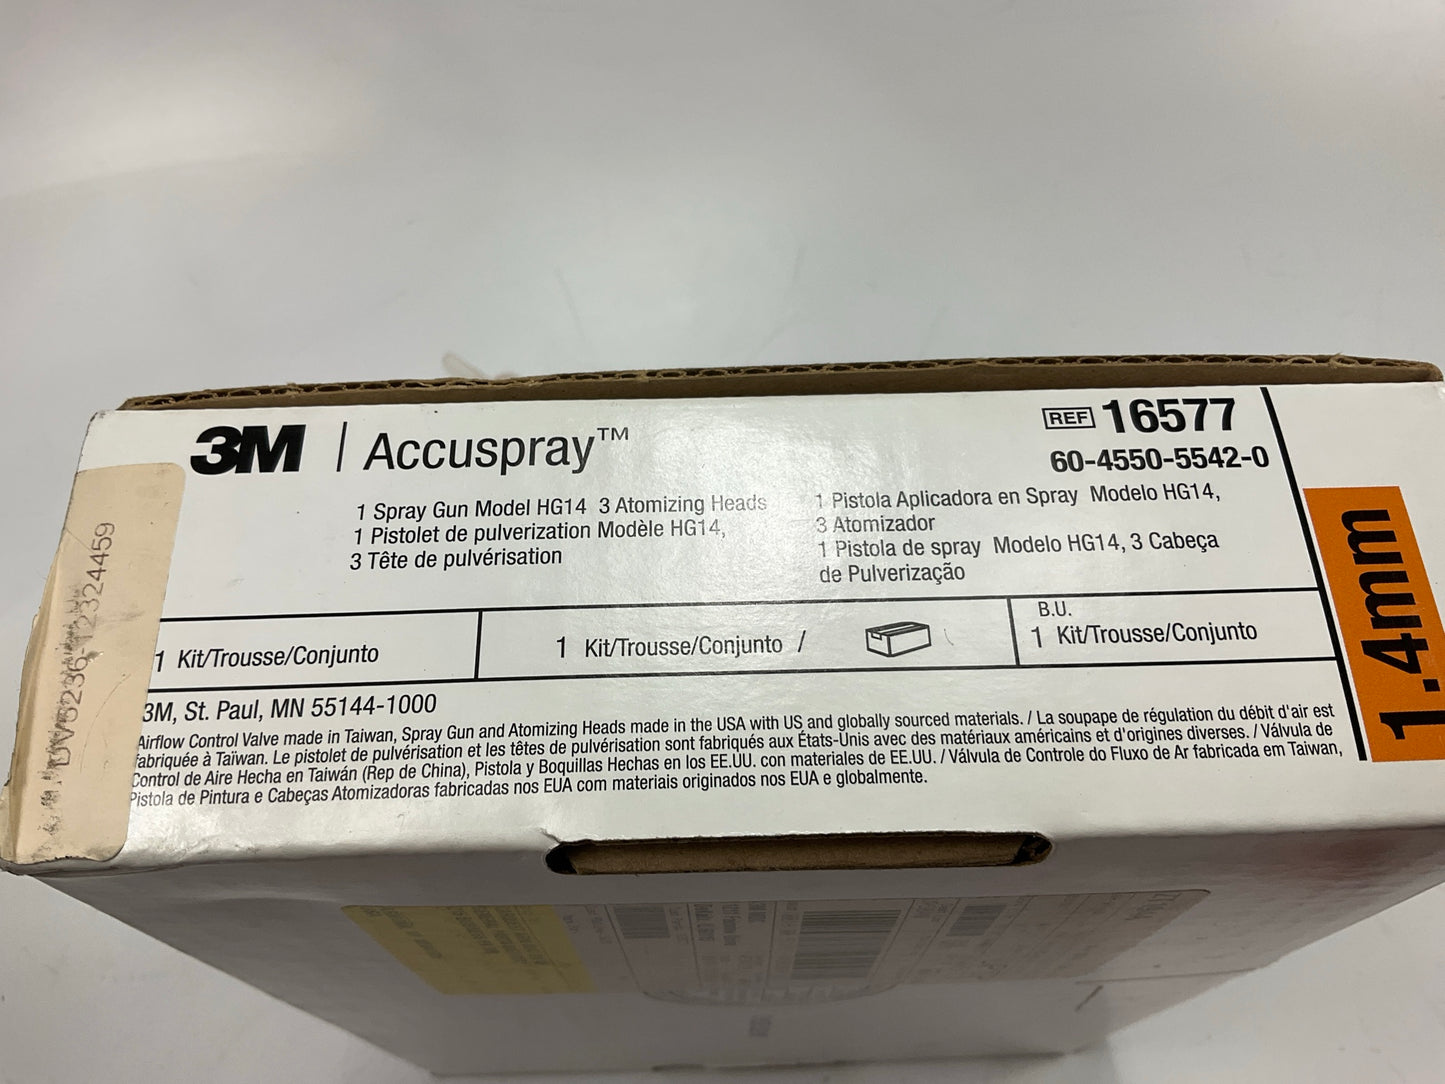 3M | Accuspray™
REF 16577
60-4550-5542-0
1 Spray Gun Model HG14 3 Atomizing Heads
1 Pistolet de pulverization Modèle HG14,
3 Tête de pulvérisation
1 Pistola Aplicadora en Spray Modelo HG14,
3 Atomizador
1 Pistola de spray Modelo HG14, 3 Cabeça
de Pulverização
1.4mm
1 Kit/Trousse/Conjunto
1 Kit/Trousse/Conjunto /
B.U.
1 Kit/Trousse/Conjunto
3M, St. Paul, MN 55144-1000
Airflow Control Valve made in Taiwan, Spray Gun and Atomizing Heads made in the USA with US and globally sourced materials. / La soupape de régulation du débit d'air est
fabriquée à Taïwan. Le pistolet de pulvérisation et les têtes de pulvérisation sont fabriqués aux États-Unis avec des matériaux américains et d'origines diverses. / Válvula de
Control de Aire Hecha en Taiwán (Rep de China), Pistola y Boquillas Hechas en los EE.UU. con materiales de EE.UU. / Válvula de Controle do Fluxo de Ar fabricada em Taiwan,
Pistola de Pintura e Cabeças Atomizadoras fabricadas nos EUA com materiais originados nos EUA e globalmente.